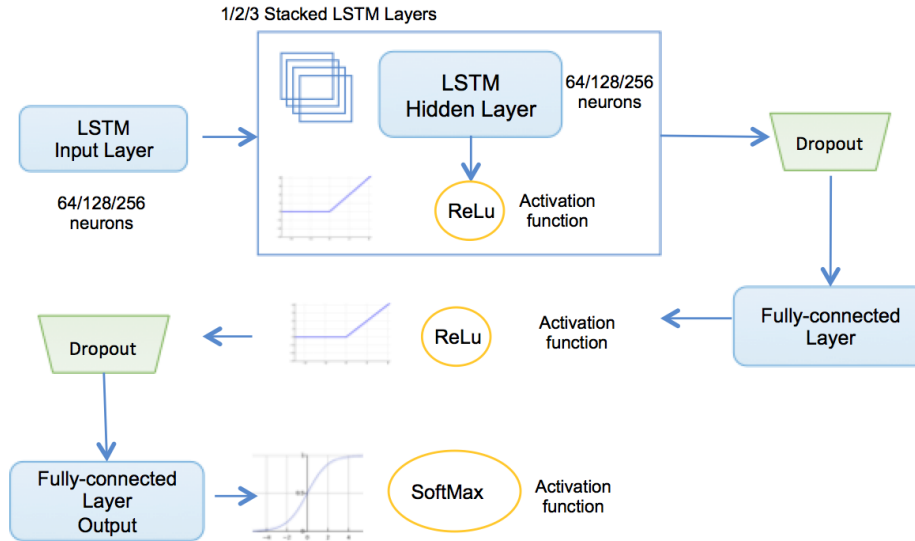 1/2/3 Stacked LSTM Layers
LSTM
Input Layer
64/128/256
neurons
LSTM
Hidden Layer
64/128/256
neurons
ReLu
Activation
function
Dropout
Fully-connected
Layer
Activation
function
ReLu
Dropout
Fully-connected
Layer
Output
SoftMax
Activation
function